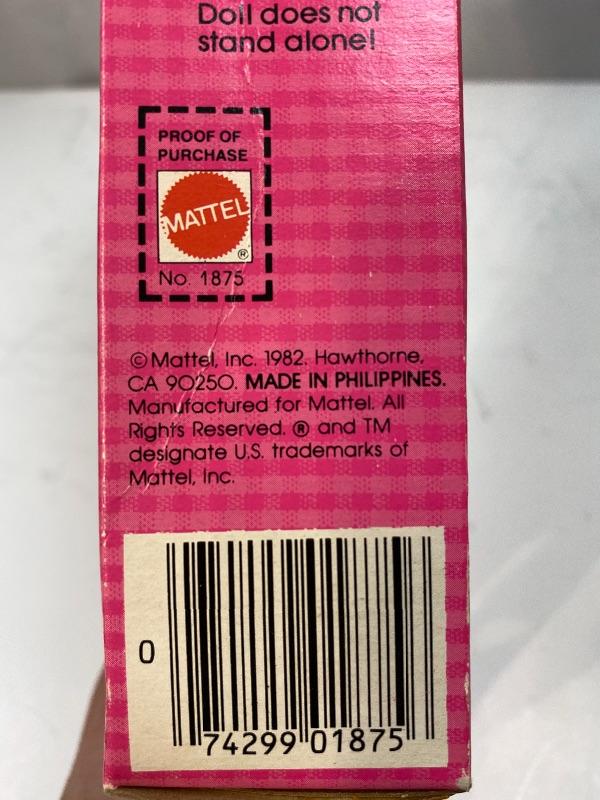 Doll does not
stand alone!
PROOF OF
PURCHASE
MATTEL
®
No. 1875
© Mattel, Inc. 1982. Hawthorne,
CA 90250. MADE IN PHILIPPINES.
Manufactured for Mattel. All
Rights Reserved. ® and TM
designate U.S. trademarks of
Mattel, Inc.
0
74299 01875